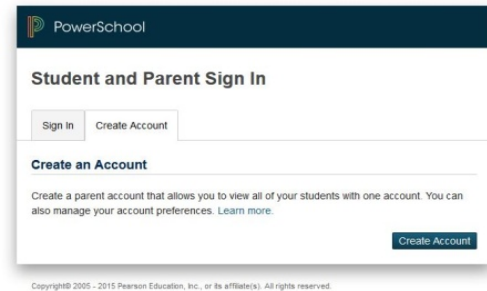 PowerSchool
Student and Parent Sign In
Sign In
Create Account
Create an Account
Create a parent account that allows you to view all of your students with one account. You can
also manage your account preferences. Learn more.
Create Account
Copyright© 2005 - 2015 Pearson Education, Inc., or its affiliate(s). All rights reserved.